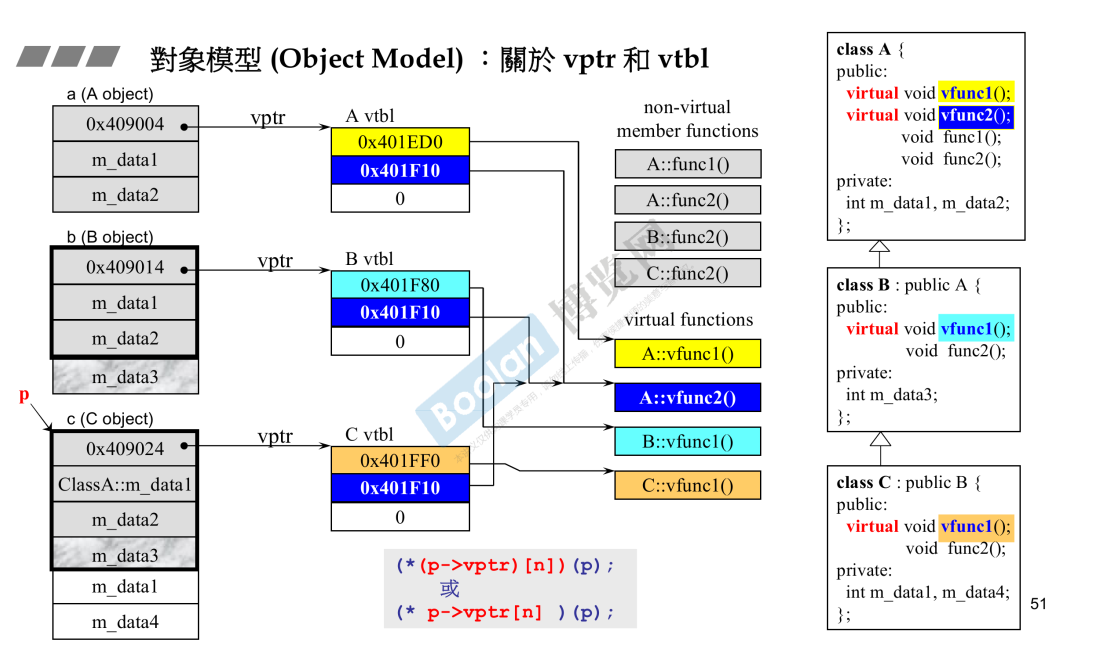 對象模型 (Object Model) ：關於 vptr 和 vtbl
a (A object)
0x409004
m_data1
m_data2
vptr
A vtbl
0x401ED0
0x401F10
0
b (B object)
0x409014
m_data1
m_data2
m_data3
vptr
B vtbl
0x401F80
0x401F10
0
p
c (C object)
0x409024
ClassA::m_data1
m_data2
m_data3
m_data1
m_data4
vptr
C vtbl
0x401FF0
0x401F10
0
non-virtual
member functions
A::func1()
A::func2()
B::func2()
C::func2()
virtual functions
A::vfunc1()
A::vfunc2()
B::vfunc1()
C::vfunc1()
(*(p->vptr)[n])(p);
或
(* p->vptr[n] )(p);
class A {
public:
virtual void vfunc1();
virtual void vfunc2();
void func1();
void func2();
private:
int m_data1, m_data2;
};
class B : public A {
public:
virtual void vfunc1();
void func2();
private:
int m_data3;
};
class C : public B {
public:
virtual void vfunc1();
void func2();
private:
int m_data1, m_data4;
};
51
Boolan 博览网